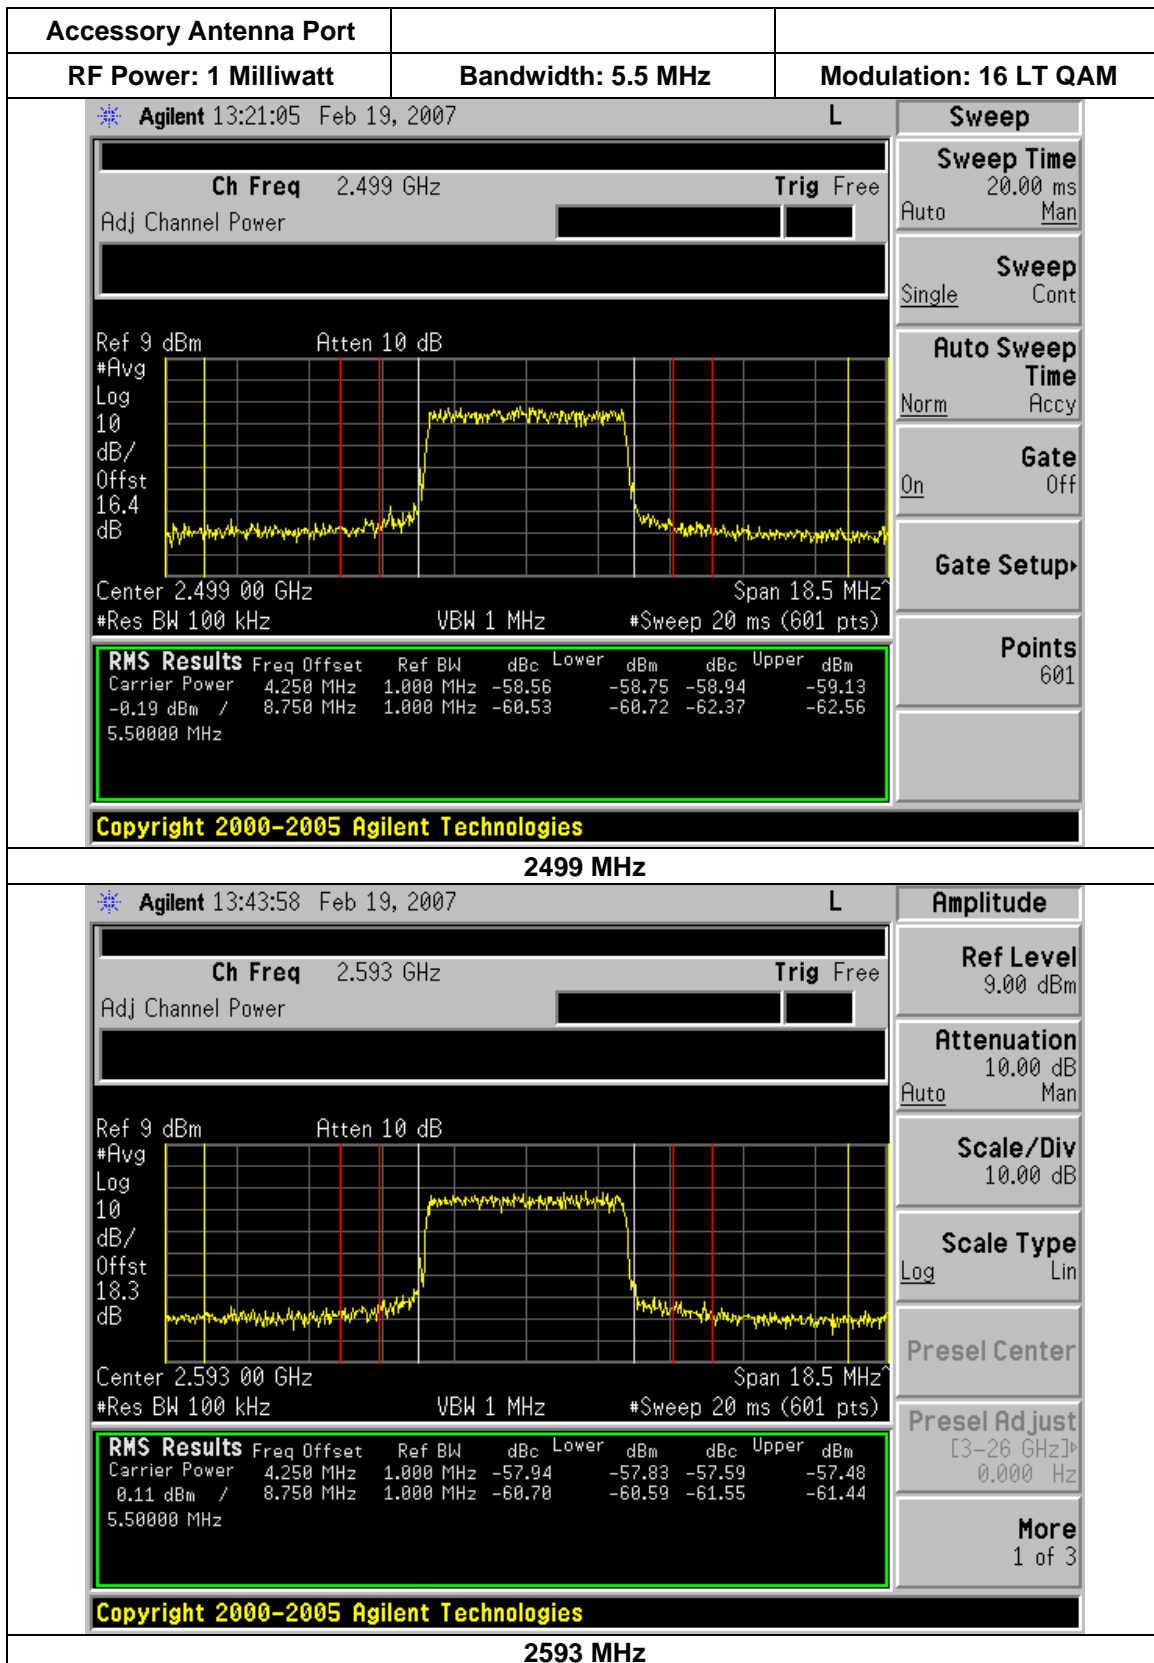 Accessory Antenna Port
RF Power: 1 Milliwatt Bandwidth: 5.5 MHz Modulation: 16 LT QAM
Agilent 13:21:05 Feb 19, 2007 L Sweep
Ch Freq 2.499 GHz Trig Free
Adj Channel Power
Sweep Time
20.00 ms
Auto Man
Sweep
Single Cont
Auto Sweep
Time
Norm Accy
Gate
On Off
Gate Setup
Points
601
Ref 9 dBm Atten 10 dB
#Avg
Log
10
dB/
Offst
16.4
dB
Center 2.499 00 GHz Span 18.5 MHz^
#Res BW 100 kHz VBW 1 MHz #Sweep 20 ms (601 pts)
RMS Results Freq Offset Ref BW dBc Lower dBm dBc Upper dBm
Carrier Power 4.250 MHz 1.000 MHz -58.56 -58.75 -58.94 -59.13
-0.19 dBm / 8.750 MHz 1.000 MHz -60.53 -60.72 -62.37 -62.56
5.50000 MHz
Copyright 2000-2005 Agilent Technologies
2499 MHz
Agilent 13:43:58 Feb 19, 2007 L Amplitude
Ch Freq 2.593 GHz Trig Free
Adj Channel Power
Ref Level
9.00 dBm
Attenuation
10.00 dB
Auto Man
Scale/Div
10.00 dB
Scale Type
Log Lin
Presel Center
Presel Adjust
[3-26 GHz]
0.000 Hz
More
1 of 3
Ref 9 dBm Atten 10 dB
#Avg
Log
10
dB/
Offst
18.3
dB
Center 2.593 00 GHz Span 18.5 MHz^
#Res BW 100 kHz VBW 1 MHz #Sweep 20 ms (601 pts)
RMS Results Freq Offset Ref BW dBc Lower dBm dBc Upper dBm
Carrier Power 4.250 MHz 1.000 MHz -57.94 -57.83 -57.59 -57.48
0.11 dBm / 8.750 MHz 1.000 MHz -60.70 -60.59 -61.55 -61.44
5.50000 MHz
Copyright 2000-2005 Agilent Technologies
2593 MHz